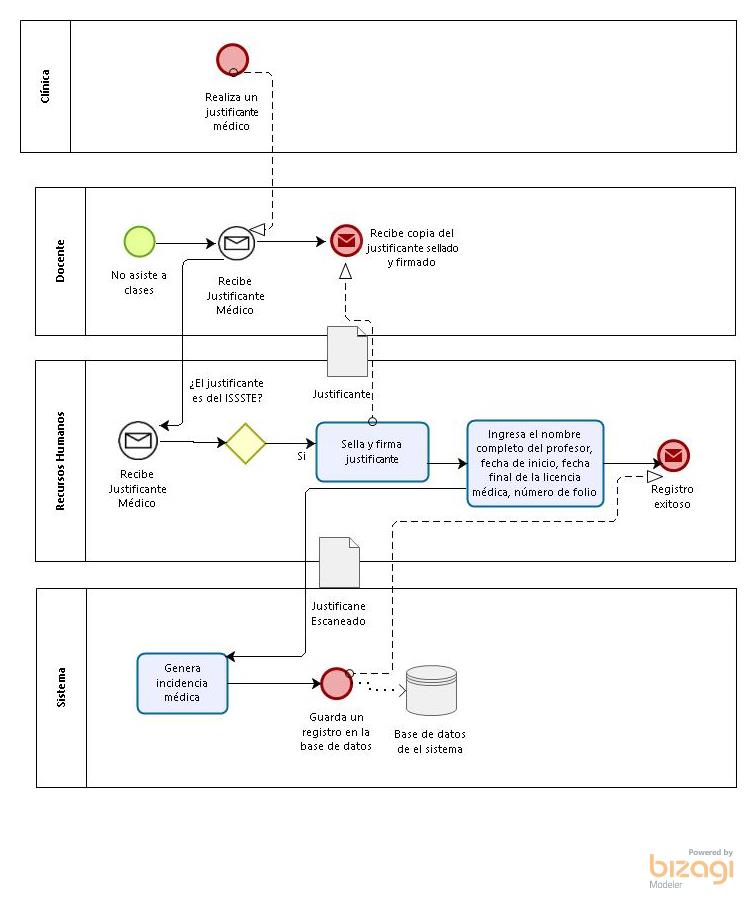 Clínica
Realiza un
justificante
médico
Docente
No asiste a
clases
Recibe
Justificante
Médico
Recibe copia del
justificante sellado
y firmado
Justificante
Recursos Humanos
¿El justificante
es del ISSSTE?
Recibe
Justificante
Médico
Si
Sella y firma
justificante
Ingresa el nombre
completo del profesor,
fecha de inicio, fecha
final de la licencia
médica, número de folio
Registro
exitoso
Justificane
Escaneado
Sistema
Genera
incidencia
médica
Guarda un
registro en la
base de datos
Base de datos
de el sistema
Powered by
bizagi
Modeler